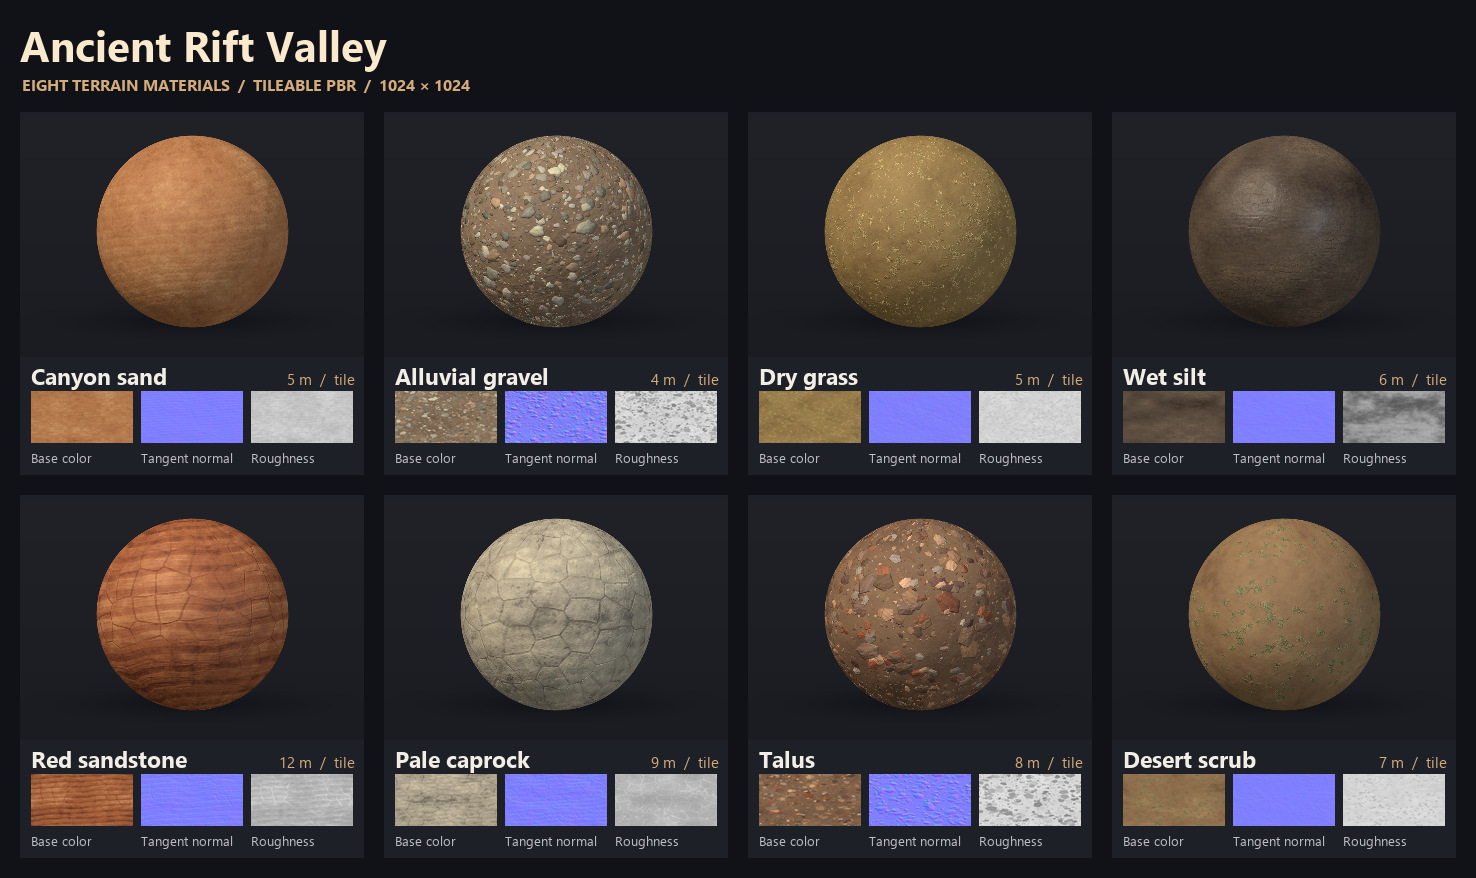 Ancient Rift Valley
EIGHT TERRAIN MATERIALS / TILEABLE PBR / 1024 × 1024
Canyon sand 5 m / tile
Base color Tangent normal Roughness
Alluvial gravel 4 m / tile
Base color Tangent normal Roughness
Dry grass 5 m / tile
Base color Tangent normal Roughness
Wet silt 6 m / tile
Base color Tangent normal Roughness
Red sandstone 12 m / tile
Base color Tangent normal Roughness
Pale caprock 9 m / tile
Base color Tangent normal Roughness
Talus 8 m / tile
Base color Tangent normal Roughness
Desert scrub 7 m / tile
Base color Tangent normal Roughness